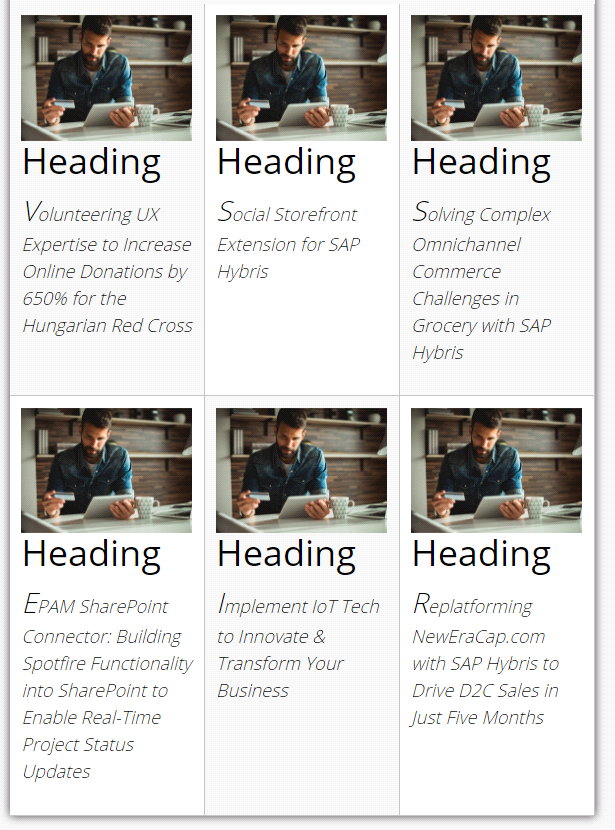 Heading
Volunteering UX
Expertise to Increase
Online Donations by
650% for the
Hungarian Red Cross
Heading
Social Storefront
Extension for SAP
Hybris
Heading
Solving Complex
Omnichannel
Commerce
Challenges in
Grocery with SAP
Hybris
Heading
EPAM SharePoint
Connector: Building
Spotfire Functionality
into SharePoint to
Enable Real-Time
Project Status
Updates
Heading
Implement IoT Tech
to Innovate &
Transform Your
Business
Heading
Replatforming
NewEraCap.com
with SAP Hybris to
Drive D2C Sales in
Just Five Months